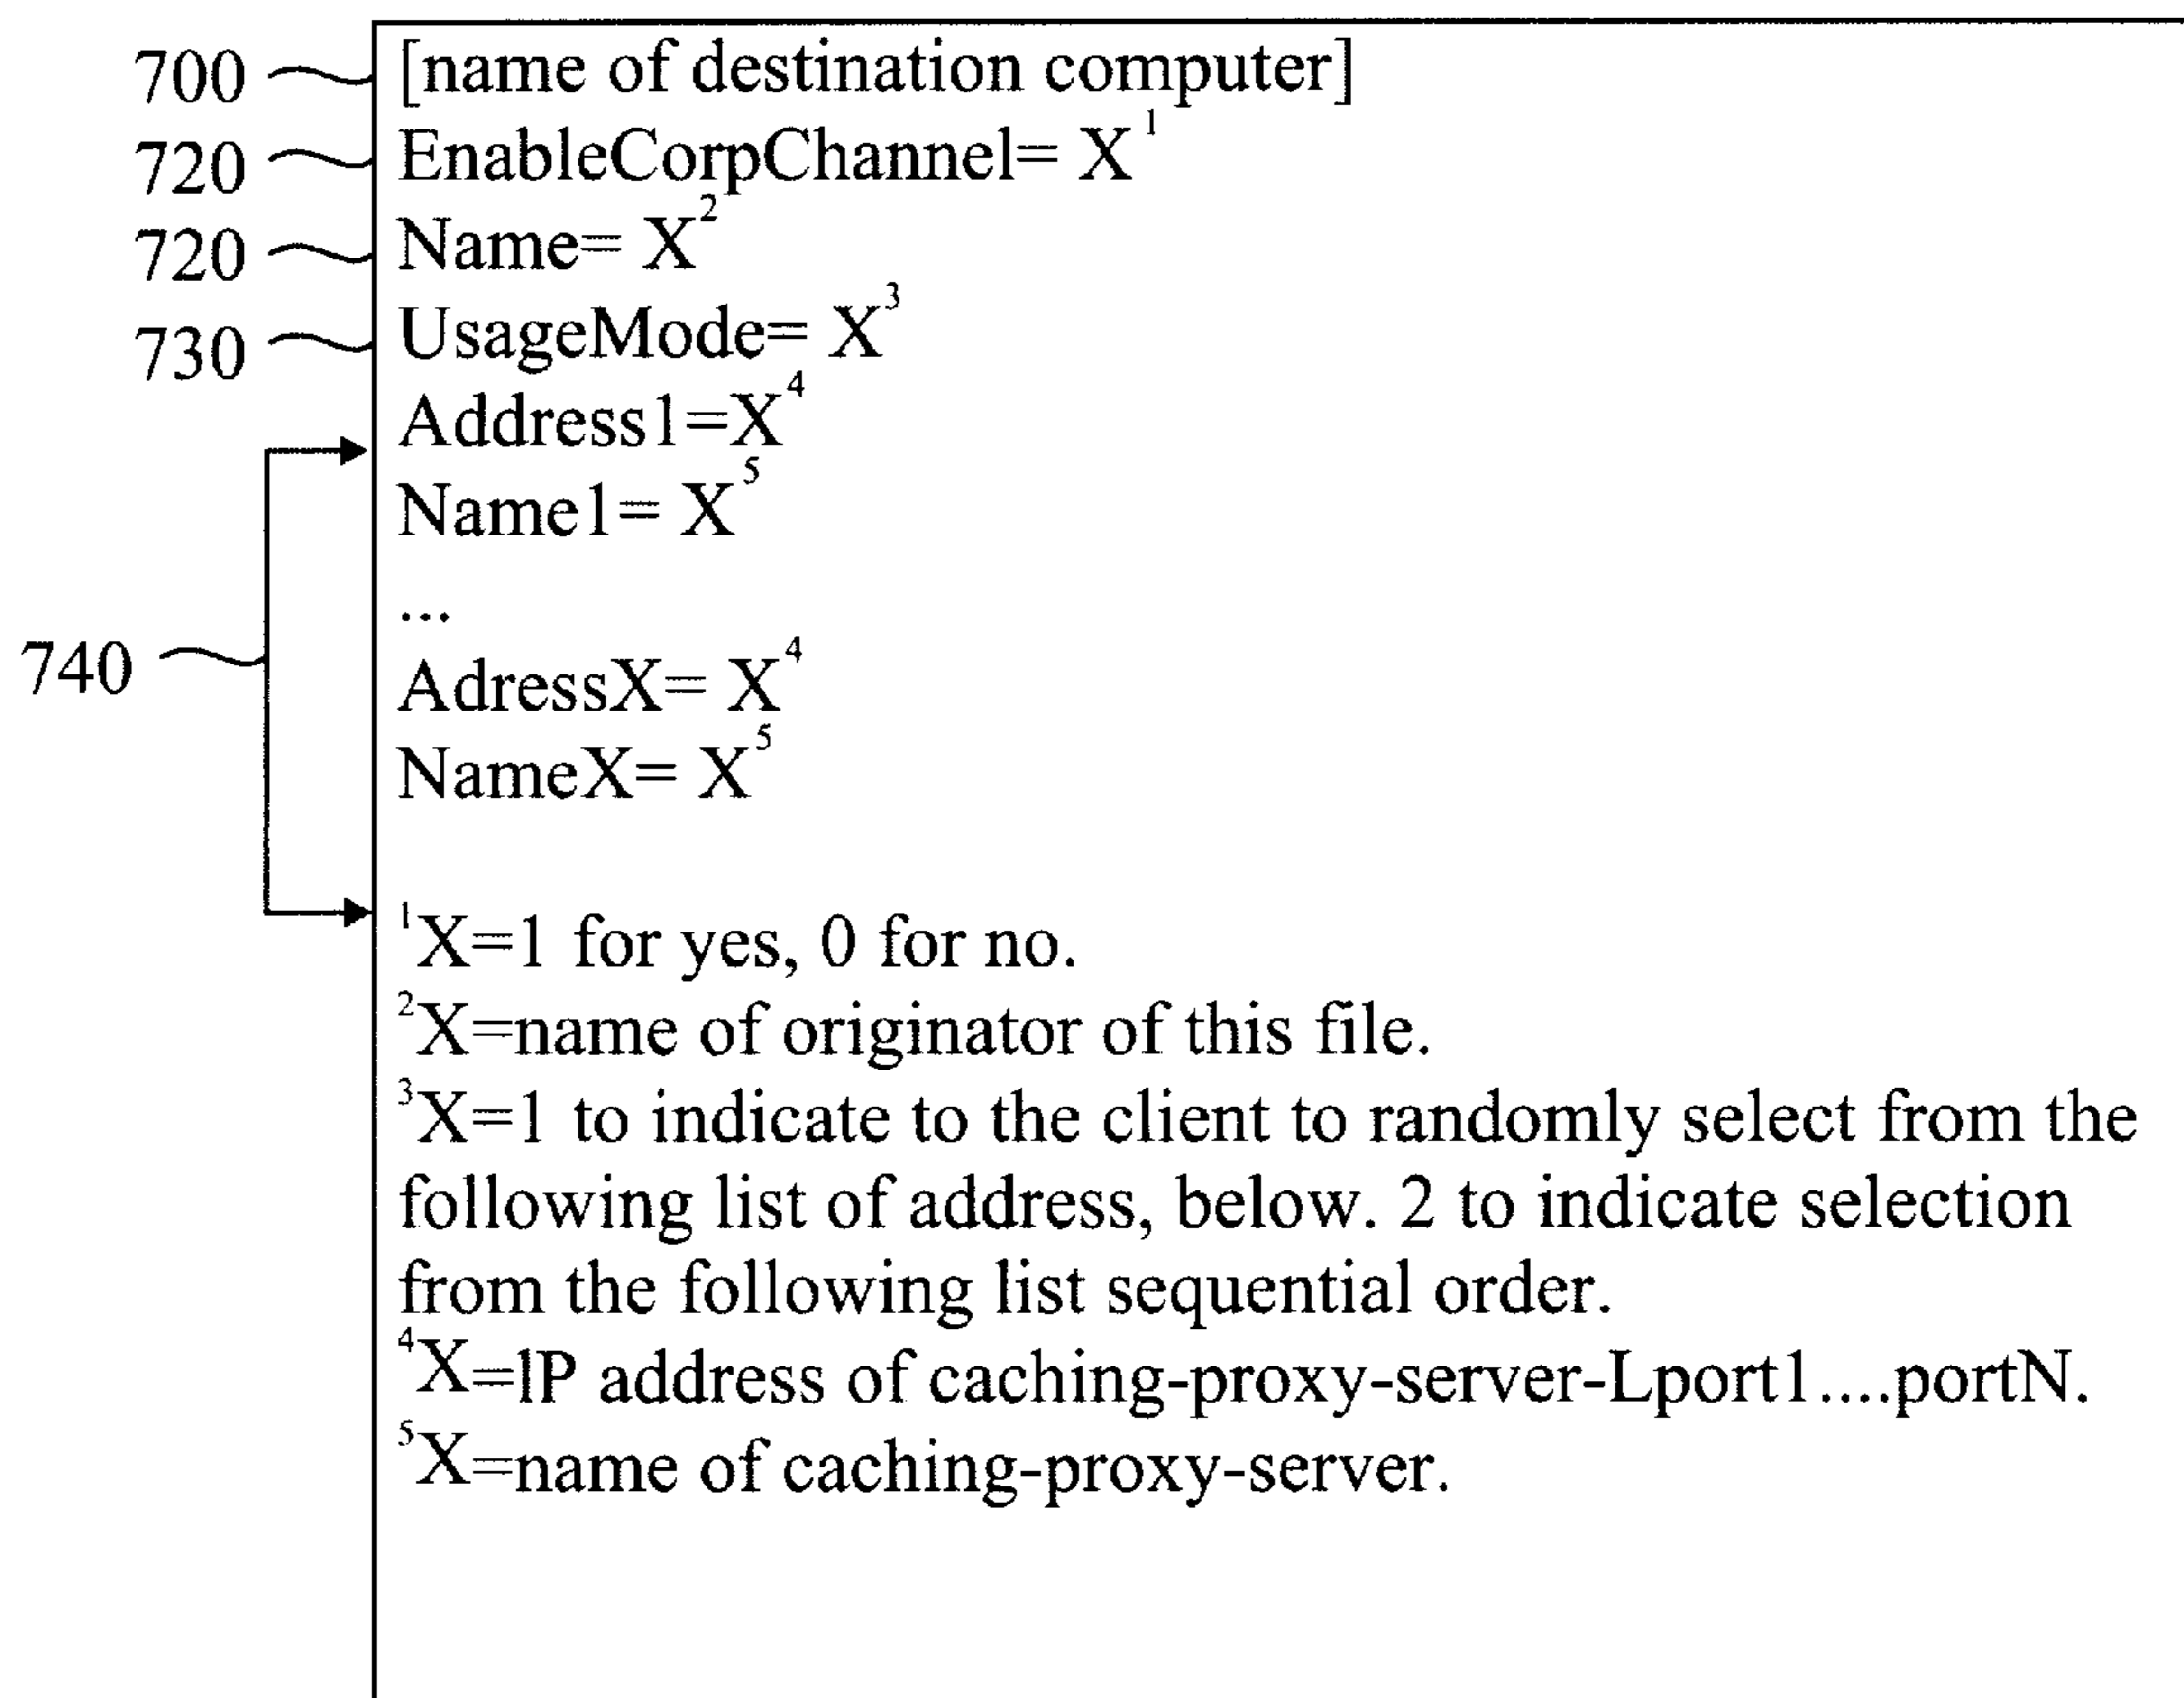 700 [name of destination computer]
720 EnableCorpChannel= X¹
720 Name= X²
730 UsageMode= X³
Address1=X⁴
Name1= X⁵
...
740
AdressX= X⁴
NameX= X⁵
¹X=1 for yes, 0 for no.
²X=name of originator of this file.
³X=1 to indicate to the client to randomly select from the
following list of address, below. 2 to indicate selection
from the following list sequential order.
⁴X=IP address of caching-proxy-server-Lport1....portN.
⁵X=name of caching-proxy-server.